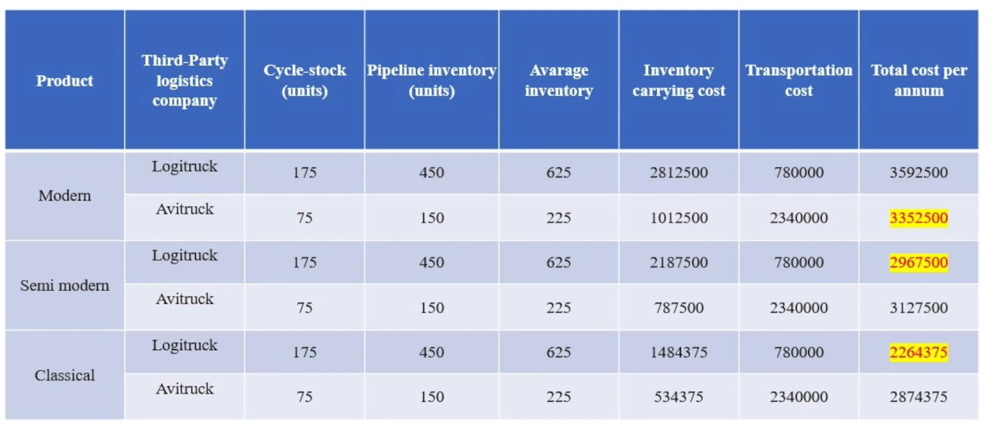 Product Third-Party logistics company Cycle-stock (units) Pipeline inventory (units) Avarage inventory Inventory carrying cost Transportation cost Total cost per annum
Modern Logitruck 175 450 625 2812500 780000 3592500
Avitruck 75 150 225 1012500 2340000 3352500
Semi modern Logitruck 175 450 625 2187500 780000 2967500
Avitruck 75 150 225 787500 2340000 3127500
Classical Logitruck 175 450 625 1484375 780000 2264375
Avitruck 75 150 225 534375 2340000 2874375